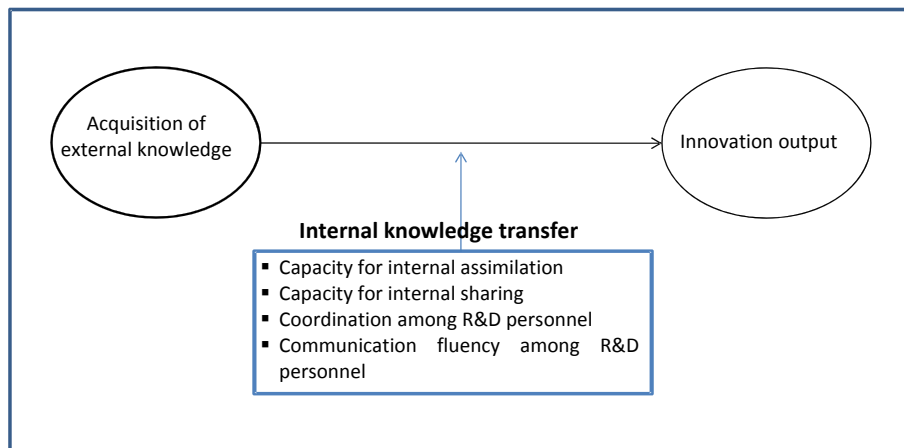 Acquisition of
external knowledge
Innovation output
Internal knowledge transfer
▪ Capacity for internal assimilation
▪ Capacity for internal sharing
▪ Coordination among R&D personnel
▪ Communication fluency among R&D
personnel